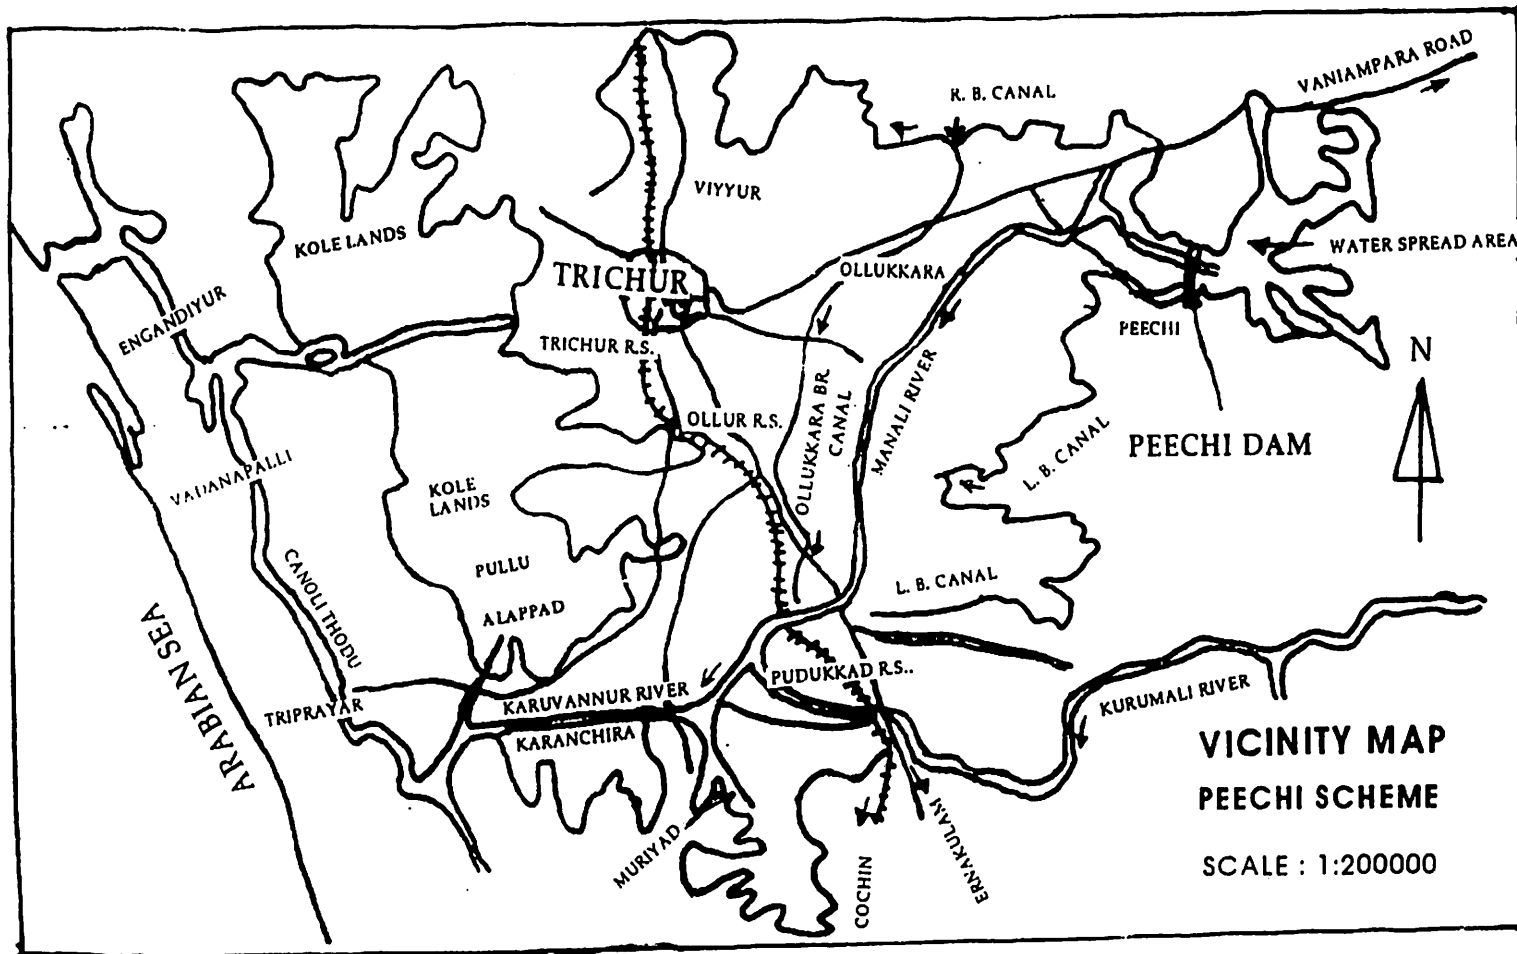 VANIAMPARA ROAD
R. B. CANAL
VIYYUR
KOLE LANDS
WATER SPREAD AREA
OLLUKKARA
TRICHUR
ENGANDIYUR
PEECHI
TRICHUR R.S.
N
OLLUKKARA BR.
CANAL
MANALI RIVER
OLLUR R.S.
L. B. CANAL
PEECHI DAM
VADANAPALLI
KOLE
LANDS
PULLU
CANOLI THODU
L. B. CANAL
ALAPPAD
ARABIAN SEA
PUDUKKAD R.S..
KARUVANNUR RIVER
KURUMALI RIVER
TRIPRAYAR
KARANCHIRA
VICINITY MAP
PEECHI SCHEME
SCALE : 1:200000
MURIYAD
COCHIN
ERNAKULAM